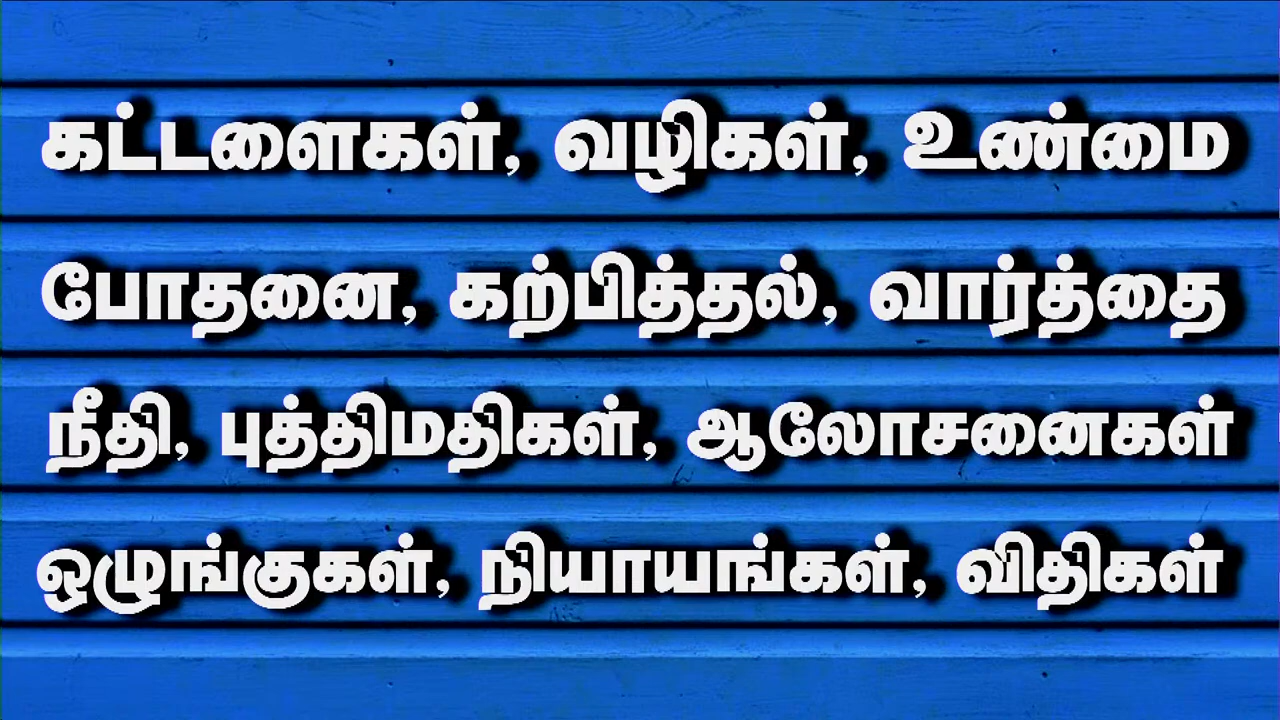 கட்டளைகள், வழிகள், உண்மை
போதனை, கற்பித்தல், வார்த்தை
நீதி, புத்திமதிகள், ஆலோசனைகள்
ஒழுங்குகள், நியாயங்கள், விதிகள்